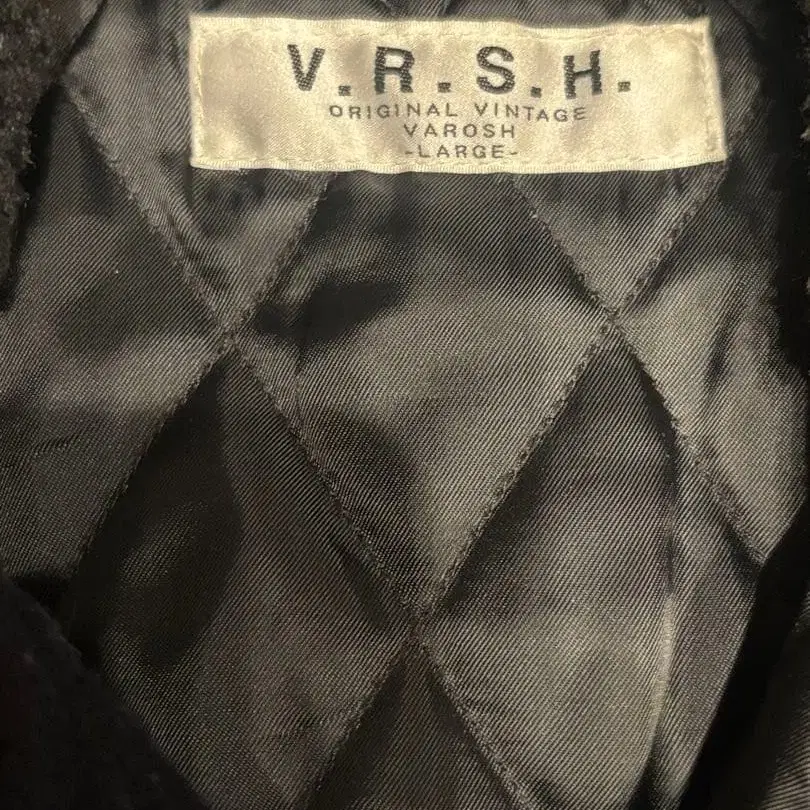 V.R.S.H.
ORIGINAL VINTAGE
VAROSH
-LARGE-